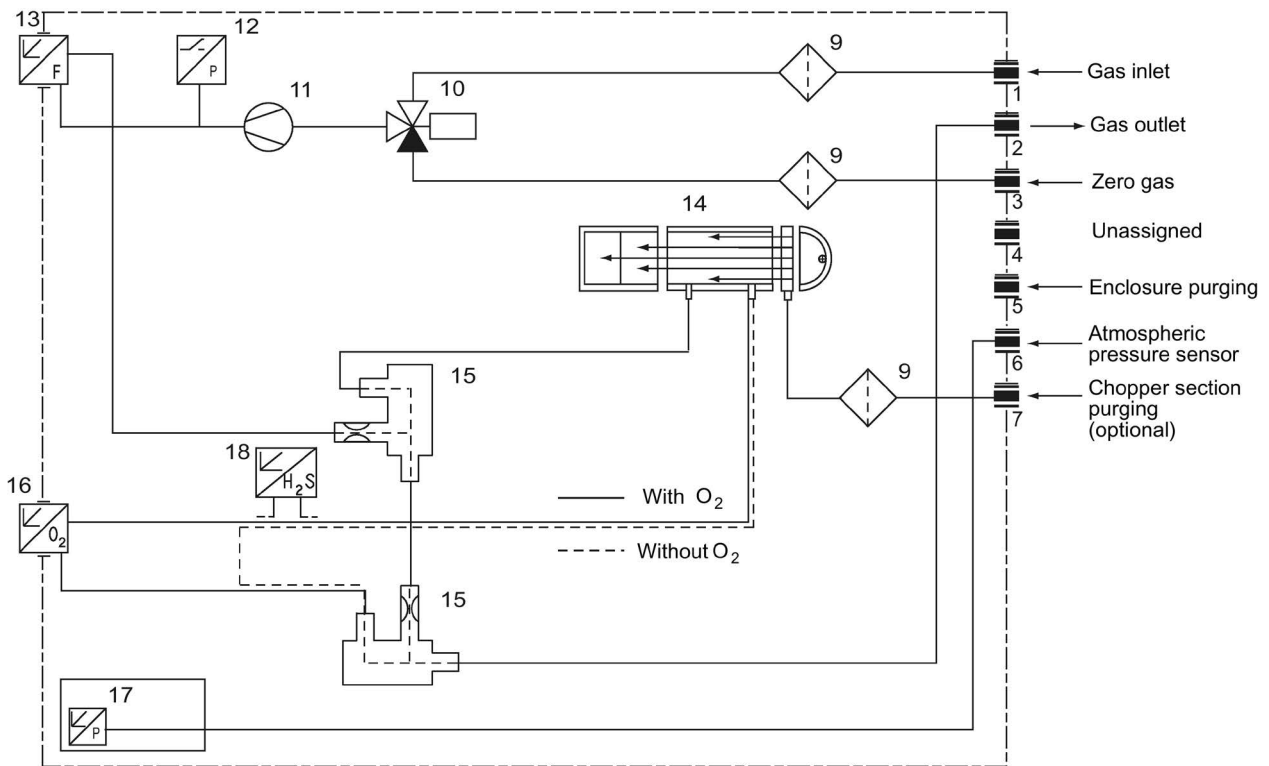 13
12
9
F
P
11
10
Gas inlet
1
Gas outlet
2
9
Zero gas
3
14
Unassigned
4
Enclosure purging
5
Atmospheric
pressure sensor
6
15
9
Chopper section
purging
(optional)
7
18
H2S
16
With O2
O2
Without O2
15
17
P